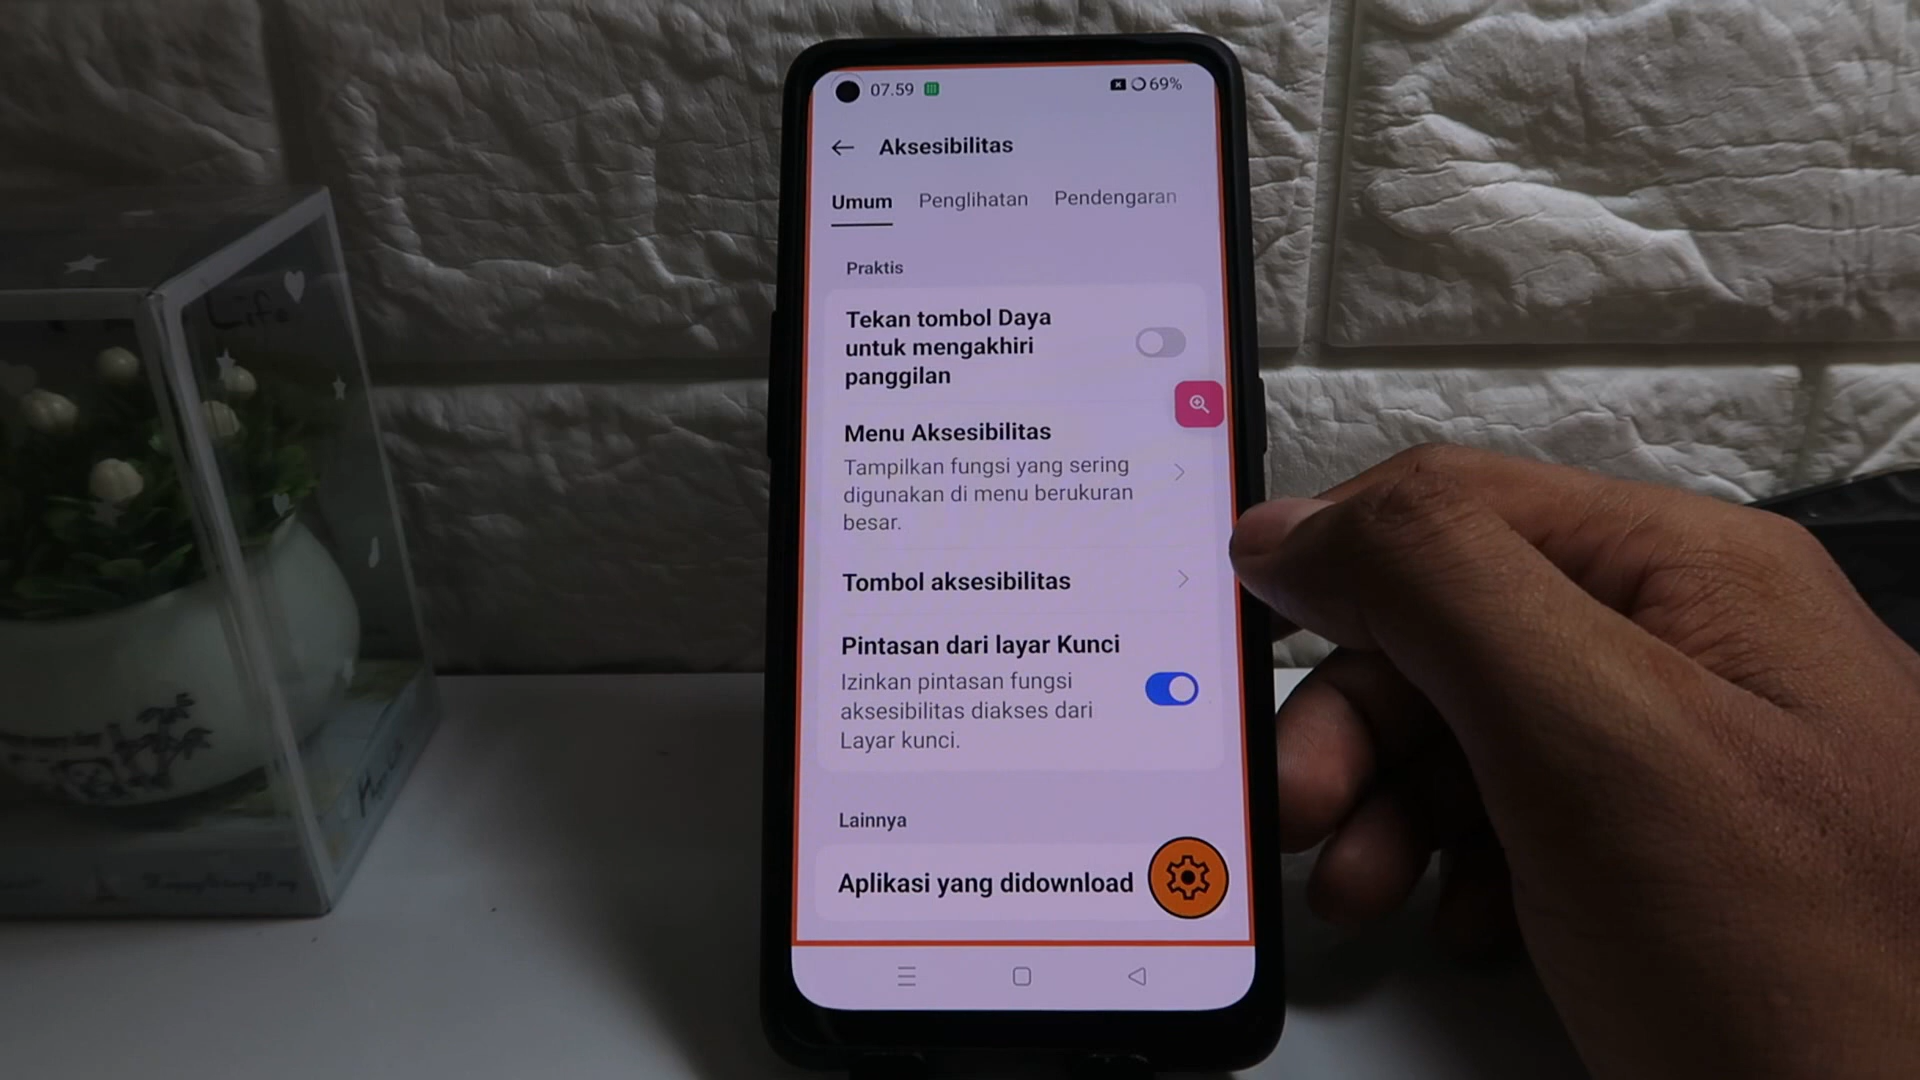 07.59
69%
Aksesibilitas
Umum Penglihatan Pendengaran
Praktis
Tekan tombol Daya
untuk mengakhiri
panggilan
Menu Aksesibilitas
Tampilkan fungsi yang sering
digunakan di menu berukuran
besar.
Tombol aksesibilitas
Pintasan dari layar Kunci
Izinkan pintasan fungsi
aksesibilitas diakses dari
Layar kunci.
Lainnya
Aplikasi yang didownload
Life